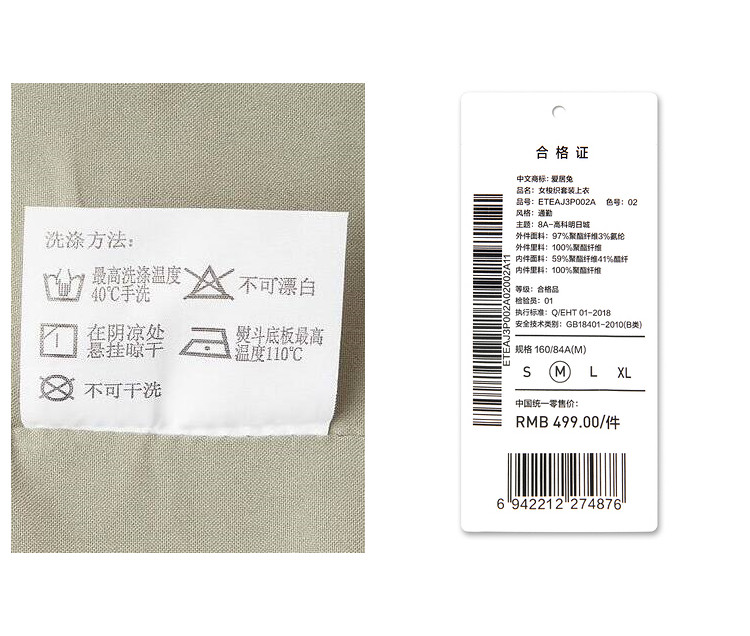 洗涤方法:
最高洗涤温度
40℃手洗
不可漂白
在阴凉处
悬挂晾干
熨斗底板最高
温度110℃
不可干洗
合格证
中文商标: 爱居兔
品名: 女梭织套装上衣
品号: ETEAJ3P002A 色号: 02
风格: 通勤
主题: 8A-高科明日城
外件面料: 97%聚酯纤维3%氨纶
外件里料: 100%聚酯纤维
内件面料: 59%聚酯纤维41%醋纤
内件里料: 100%聚酯纤维
等级: 合格品
检验员: 01
执行标准: Q/EHT 01-2018
安全技术类别: GB18401-2010(B类)
ETEAJ3P002A02002A11
规格 160/84A(M)
S M L XL
中国统一零售价:
RMB 499.00/件
6 942212 274876